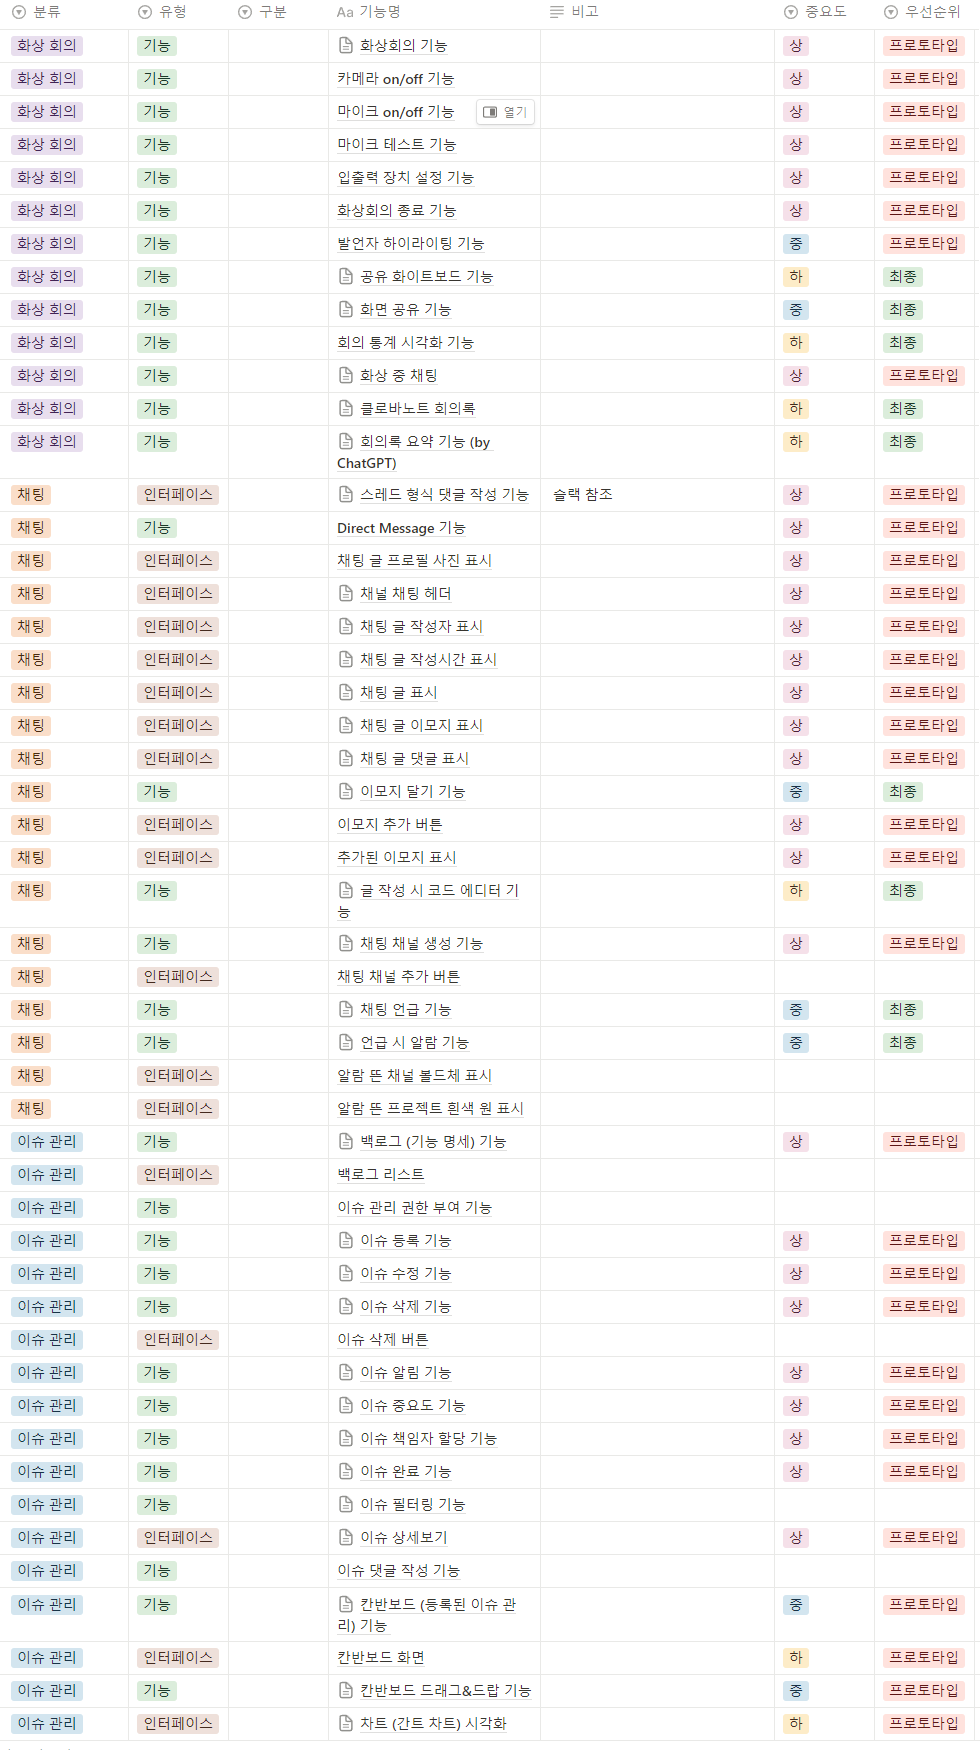 분류 유형 구분 Aa 기능명 비고 중요도 우선순위
화상 회의 기능 화상회의 기능 상 프로토타입
화상 회의 기능 카메라 on/off 기능 상 프로토타입
화상 회의 기능 마이크 on/off 기능 열기 상 프로토타입
화상 회의 기능 마이크 테스트 기능 상 프로토타입
화상 회의 기능 입출력 장치 설정 기능 상 프로토타입
화상 회의 기능 화상회의 종료 기능 상 프로토타입
화상 회의 기능 발언자 하이라이팅 기능 중 프로토타입
화상 회의 기능 공유 화이트보드 기능 하 최종
화상 회의 기능 화면 공유 기능 중 최종
화상 회의 기능 회의 통계 시각화 기능 하 최종
화상 회의 기능 화상 중 채팅 상 프로토타입
화상 회의 기능 클로바노트 회의록 하 최종
화상 회의 기능 회의록 요약 기능 (by 하 최종
ChatGPT)
채팅 인터페이스 스레드 형식 댓글 작성 기능 슬랙 참조 상 프로토타입
채팅 기능 Direct Message 기능 상 프로토타입
채팅 인터페이스 채팅 글 프로필 사진 표시 상 프로토타입
채팅 인터페이스 채널 채팅 헤더 상 프로토타입
채팅 인터페이스 채팅 글 작성자 표시 상 프로토타입
채팅 인터페이스 채팅 글 작성시간 표시 상 프로토타입
채팅 인터페이스 채팅 글 표시 상 프로토타입
채팅 인터페이스 채팅 글 이모지 표시 상 프로토타입
채팅 인터페이스 채팅 글 댓글 표시 상 프로토타입
채팅 기능 이모지 달기 기능 중 최종
채팅 인터페이스 이모지 추가 버튼 상 프로토타입
채팅 인터페이스 추가된 이모지 표시 상 프로토타입
채팅 기능 글 작성 시 코드 에디터 기 하 최종
능
채팅 기능 채팅 채널 생성 기능 상 프로토타입
채팅 인터페이스 채팅 채널 추가 버튼
채팅 기능 채팅 언급 기능 중 최종
채팅 기능 언급 시 알람 기능 중 최종
채팅 인터페이스 알람 뜬 채널 볼드체 표시
채팅 인터페이스 알람 뜬 프로젝트 흰색 원 표시
이슈 관리 기능 백로그 (기능 명세) 기능 상 프로토타입
이슈 관리 인터페이스 백로그 리스트
이슈 관리 기능 이슈 관리 권한 부여 기능
이슈 관리 기능 이슈 등록 기능 상 프로토타입
이슈 관리 기능 이슈 수정 기능 상 프로토타입
이슈 관리 기능 이슈 삭제 기능 상 프로토타입
이슈 관리 인터페이스 이슈 삭제 버튼
이슈 관리 기능 이슈 알림 기능 상 프로토타입
이슈 관리 기능 이슈 중요도 기능 상 프로토타입
이슈 관리 기능 이슈 책임자 할당 기능 상 프로토타입
이슈 관리 기능 이슈 완료 기능 상 프로토타입
이슈 관리 기능 이슈 필터링 기능
이슈 관리 인터페이스 이슈 상세보기 상 프로토타입
이슈 관리 기능 이슈 댓글 작성 기능
이슈 관리 기능 칸반보드 (등록된 이슈 관 중 프로토타입
리) 기능
이슈 관리 인터페이스 칸반보드 화면 하 프로토타입
이슈 관리 기능 칸반보드 드래그&드랍 기능 중 프로토타입
이슈 관리 인터페이스 차트 (간트 차트) 시각화 하 프로토타입